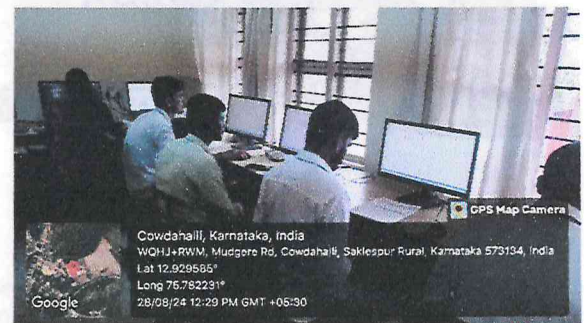 GPS Map Camera
Cowdahalli, Karnataka, India
WQHJ+RWM, Mudgere Rd, Cowdahalli, Saklespur Rural, Karnataka 573134, India
Lat 12.929585°
Long 75.782231°
28/08/24 12:29 PM GMT +05:30
Google